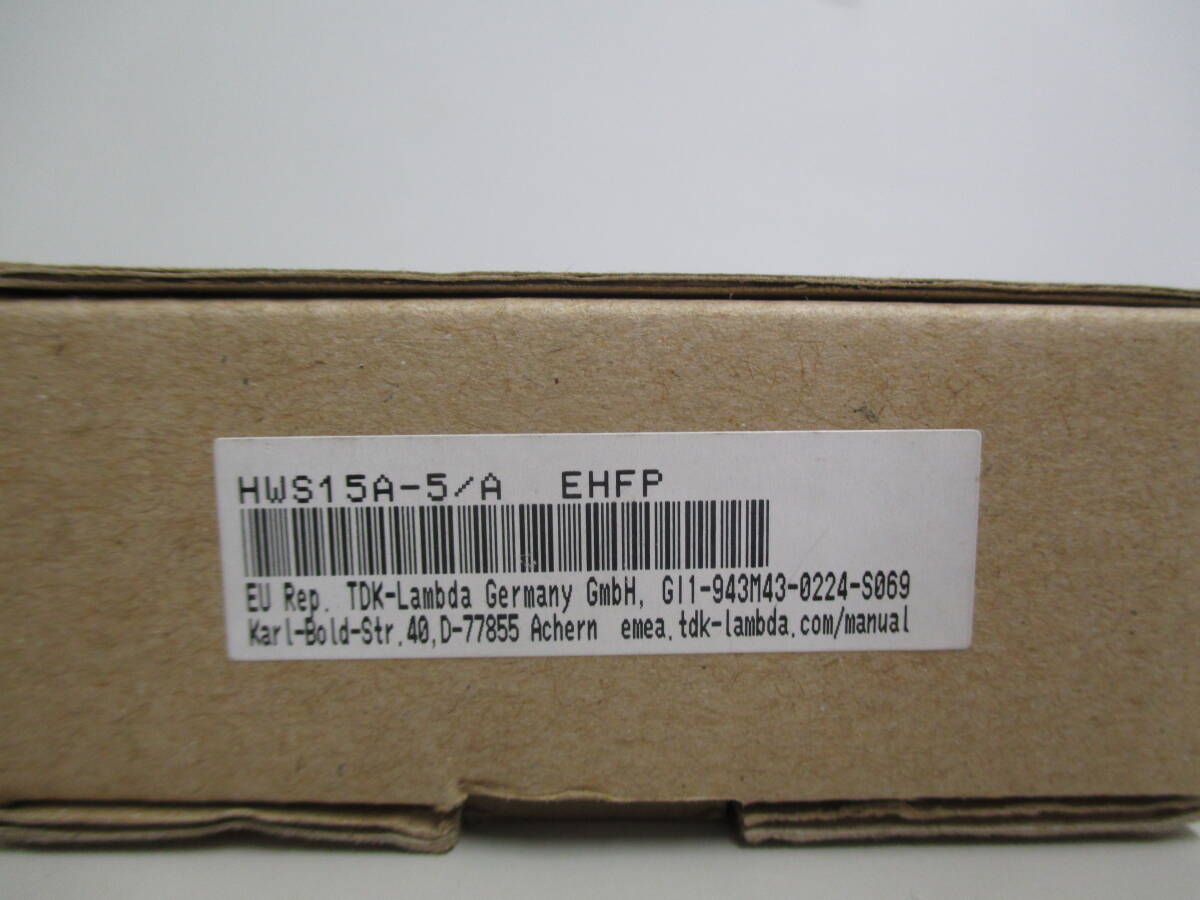 HWS15A-5/A EHFP
EU Rep. TDK-Lambda Germany GmbH, GI1-943M43-0224-S069
Karl-Bold-Str.40,D-77855 Achern emea.tdk-lambda.com/manual